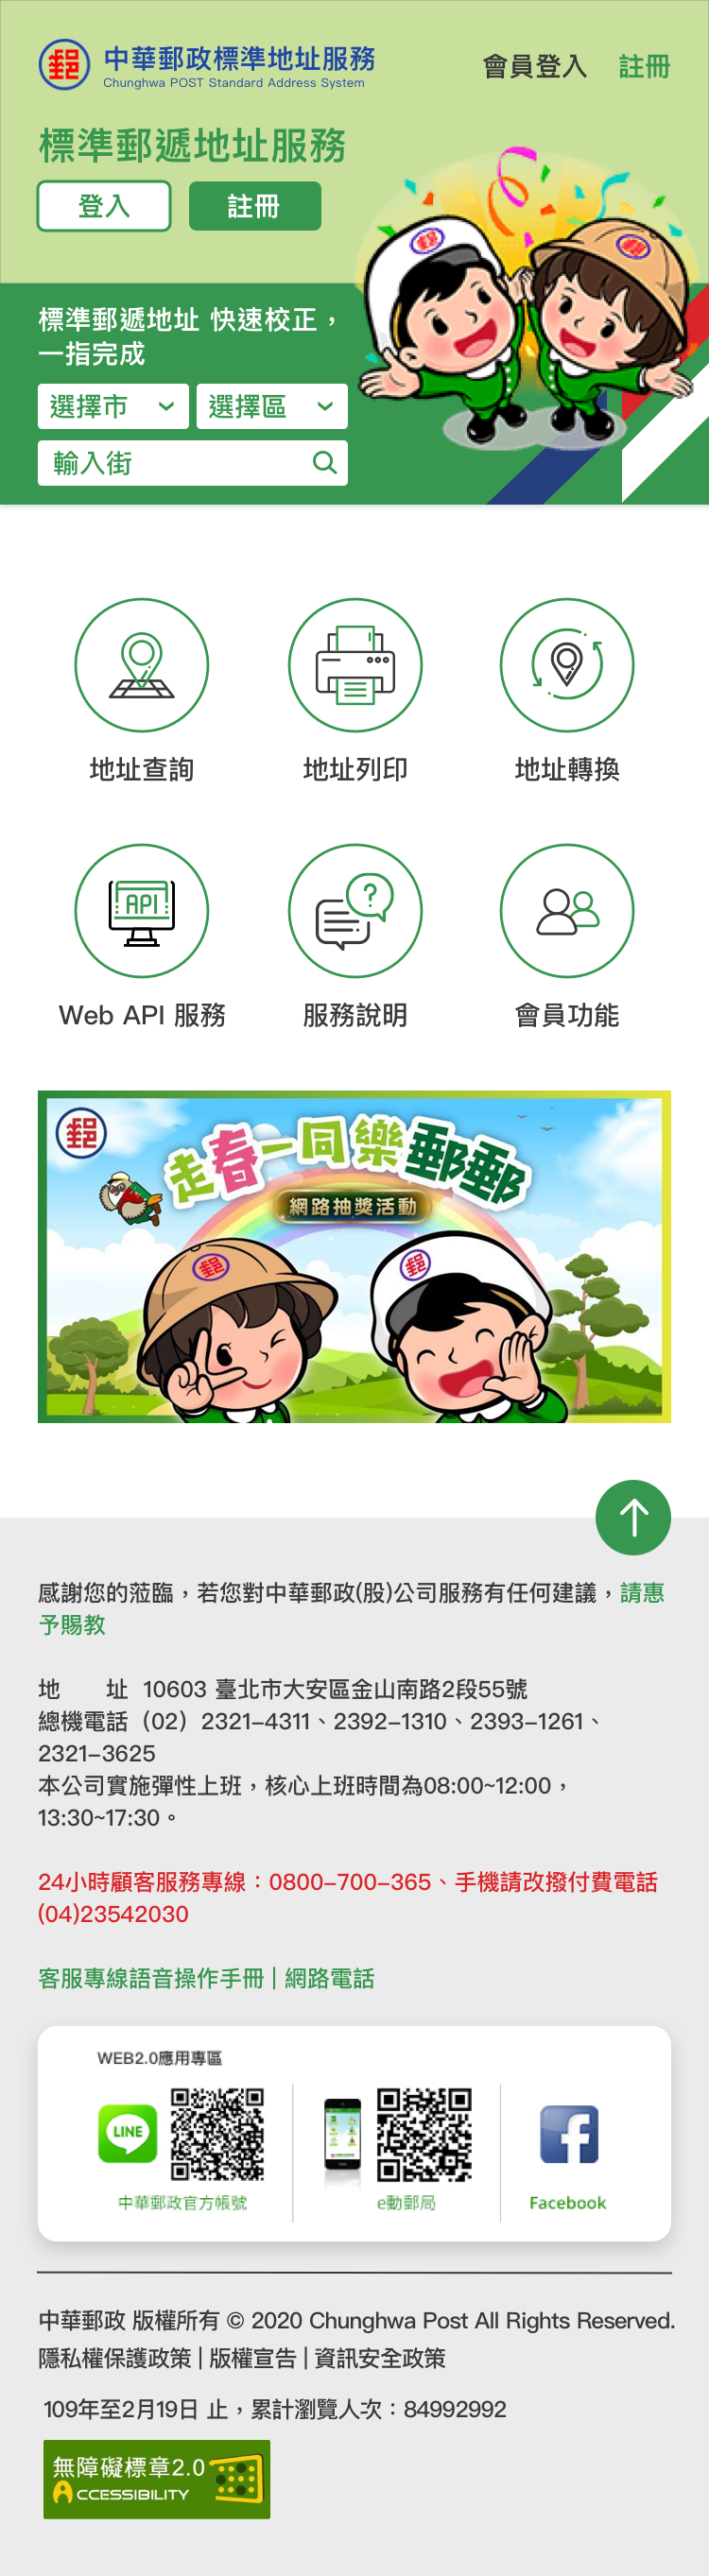 郵 中華郵政標準地址服務
Chunghwa POST Standard Address System
會員登入 註冊
標準郵遞地址服務
登入 註冊
標準郵遞地址 快速校正，
一指完成
選擇市 選擇區
輸入街
地址查詢 地址列印 地址轉換
API
?
Web API 服務 服務說明 會員功能
郵
走春一同樂郵郵
網路抽獎活動
郵 郵
感謝您的蒞臨，若您對中華郵政(股)公司服務有任何建議，請惠
予賜教
地　　址 10603 臺北市大安區金山南路2段55號
總機電話（02）2321-4311、2392-1310、2393-1261、
2321-3625
本公司實施彈性上班，核心上班時間為08:00~12:00，
13:30~17:30。
24小時顧客服務專線：0800-700-365、手機請改撥付費電話
(04)23542030
客服專線語音操作手冊 | 網路電話
WEB2.0應用專區
LINE
f
中華郵政官方帳號 e動郵局 Facebook
中華郵政 版權所有 © 2020 Chunghwa Post All Rights Reserved.
隱私權保護政策 | 版權宣告 | 資訊安全政策
109年至2月19日 止，累計瀏覽人次：84992992
無障礙標章2.0
ACCESSIBILITY